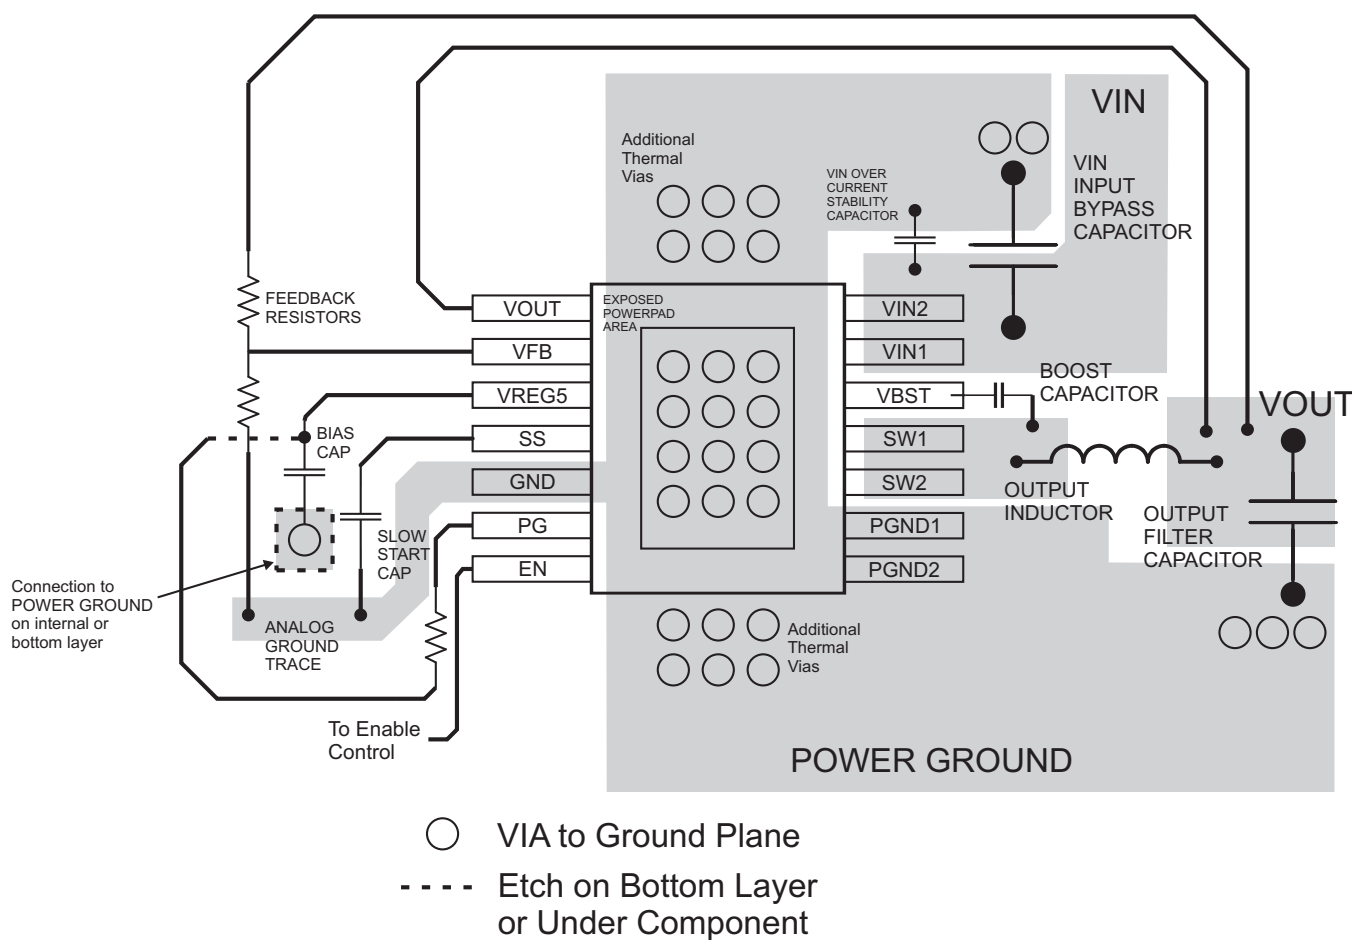 VIN
Additional
Thermal
Vias
VIN OVER
CURRENT
STABILITY
CAPACITOR
VIN
INPUT
BYPASS
CAPACITOR
FEEDBACK
RESISTORS
VOUT
EXPOSED
POWERPAD
AREA
VIN2
VFB
VIN1
VREG5
VBST
BOOST
CAPACITOR
VOUT
BIAS
CAP
SS
SW1
GND
SW2
OUTPUT
INDUCTOR
OUTPUT
FILTER
CAPACITOR
PG
PGND1
SLOW
START
CAP
EN
PGND2
Connection to
POWER GROUND
on internal or
bottom layer
ANALOG
GROUND
TRACE
Additional
Thermal
Vias
To Enable
Control
POWER GROUND
VIA to Ground Plane
Etch on Bottom Layer
or Under Component